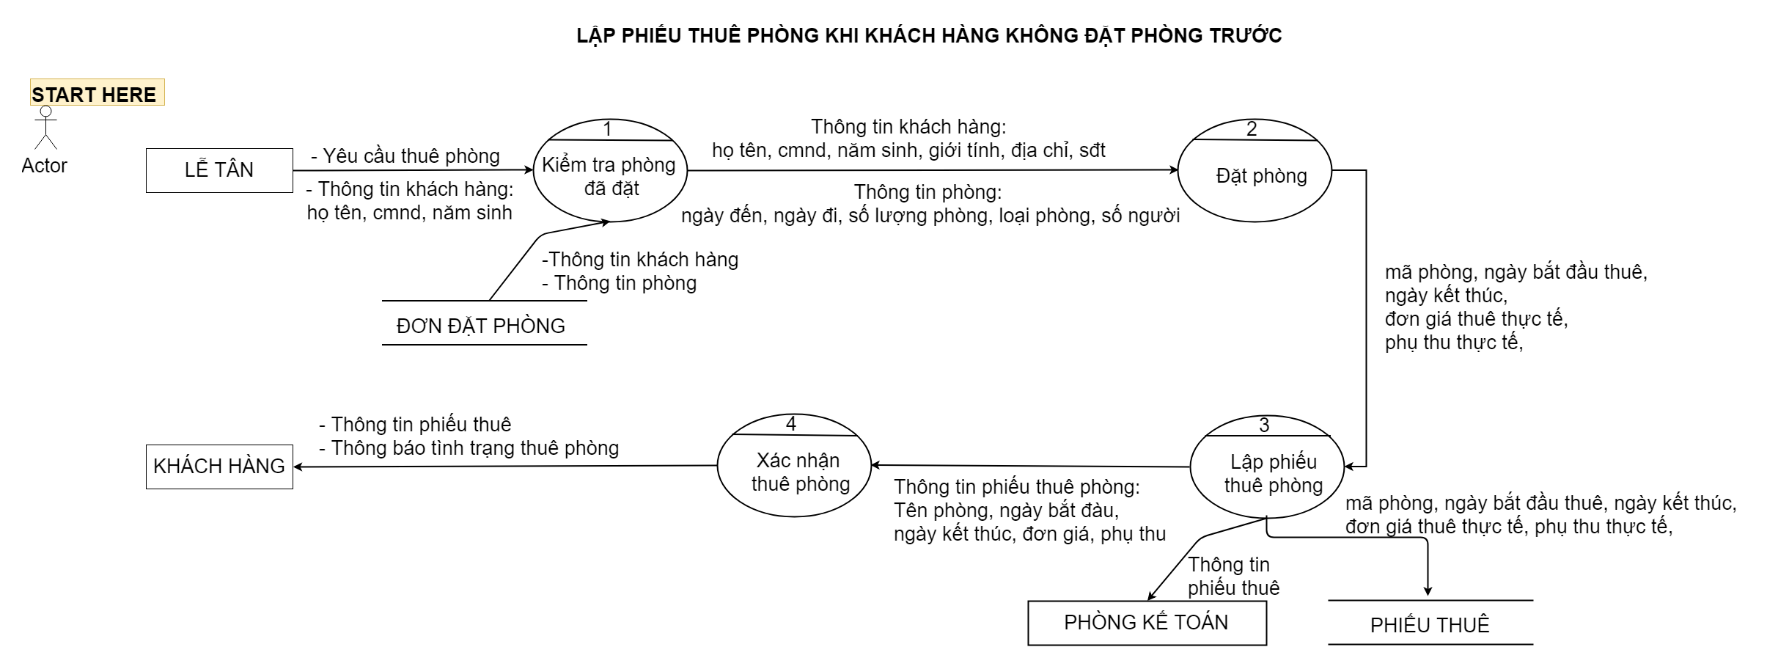 LẬP PHIẾU THUÊ PHÒNG KHI KHÁCH HÀNG KHÔNG ĐẶT PHÒNG TRƯỚC
START HERE
Actor
LỄ TÂN
- Yêu cầu thuê phòng
- Thông tin khách hàng:
họ tên, cmnd, năm sinh
1
Kiểm tra phòng
đã đặt
Thông tin khách hàng:
họ tên, cmnd, năm sinh, giới tính, địa chỉ, sđt
Thông tin phòng:
ngày đến, ngày đi, số lượng phòng, loại phòng, số người
2
Đặt phòng
-Thông tin khách hàng
- Thông tin phòng
ĐƠN ĐẶT PHÒNG
mã phòng, ngày bắt đầu thuê,
ngày kết thúc,
đơn giá thuê thực tế,
phụ thu thực tế,
KHÁCH HÀNG
- Thông tin phiếu thuê
- Thông báo tình trạng thuê phòng
4
Xác nhận
thuê phòng
Thông tin phiếu thuê phòng:
Tên phòng, ngày bắt đàu,
ngày kết thúc, đơn giá, phụ thu
3
Lập phiếu
thuê phòng
mã phòng, ngày bắt đầu thuê, ngày kết thúc,
đơn giá thuê thực tế, phụ thu thực tế,
Thông tin
phiếu thuê
PHÒNG KẾ TOÁN
PHIẾU THUÊ